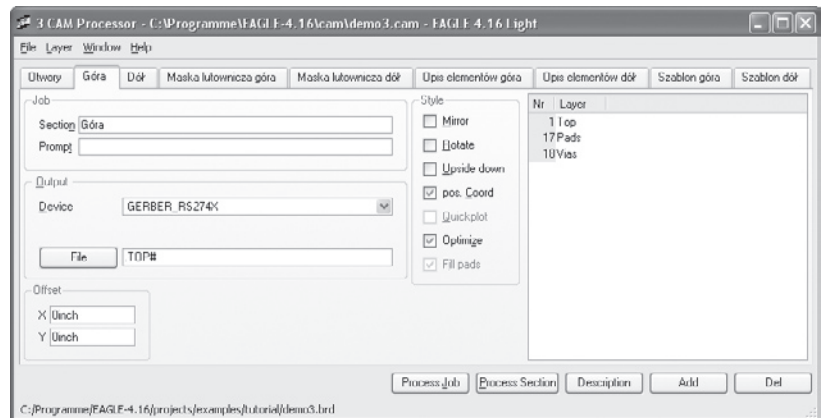 3 CAM Processor - C:\Programme\EAGLE-4.16\cam\demo3.cam - EAGLE 4.16 Light
File Layer Window Help
Otwory Góra Dół Maska lutownicza góra Maska lutownicza dół Opis elementów góra Opis elementów dół Szablon góra Szablon dół
Job
Section Góra
Prompt
Output
Device GERBER_RS274X
File TOP#
Offset
X 0inch
Y 0inch
Style
Mirror
Rotate
Upside down
pos. Coord
Quickplot
Optimize
Fill pads
Nr Layer
1 Top
17 Pads
18 Vias
Process Job Process Section Description Add Del
C:/Programme/EAGLE-4.16/projects/examples/tutorial/demo3.brd